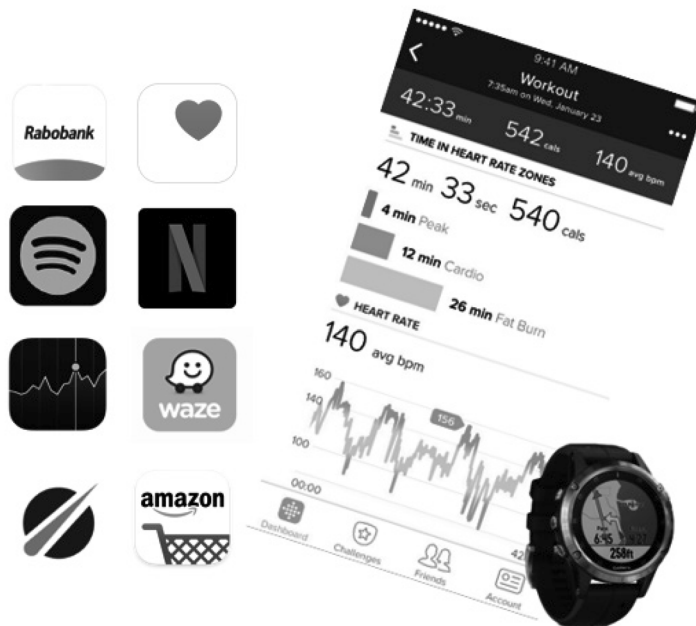 Rabobank
N
waze
amazon
9:41 AM
Workout
7:35am on Wed, January 23
42:33 min
542 cals
140 avg bpm
TIME IN HEART RATE ZONES
42 min 33 sec 540 cals
4 min Peak
12 min Cardio
26 min Fat Burn
HEART RATE
140 avg bpm
160
140
100
156
00:00
42
Dashboard
Challenges
Friends
Account
6:45
258ft